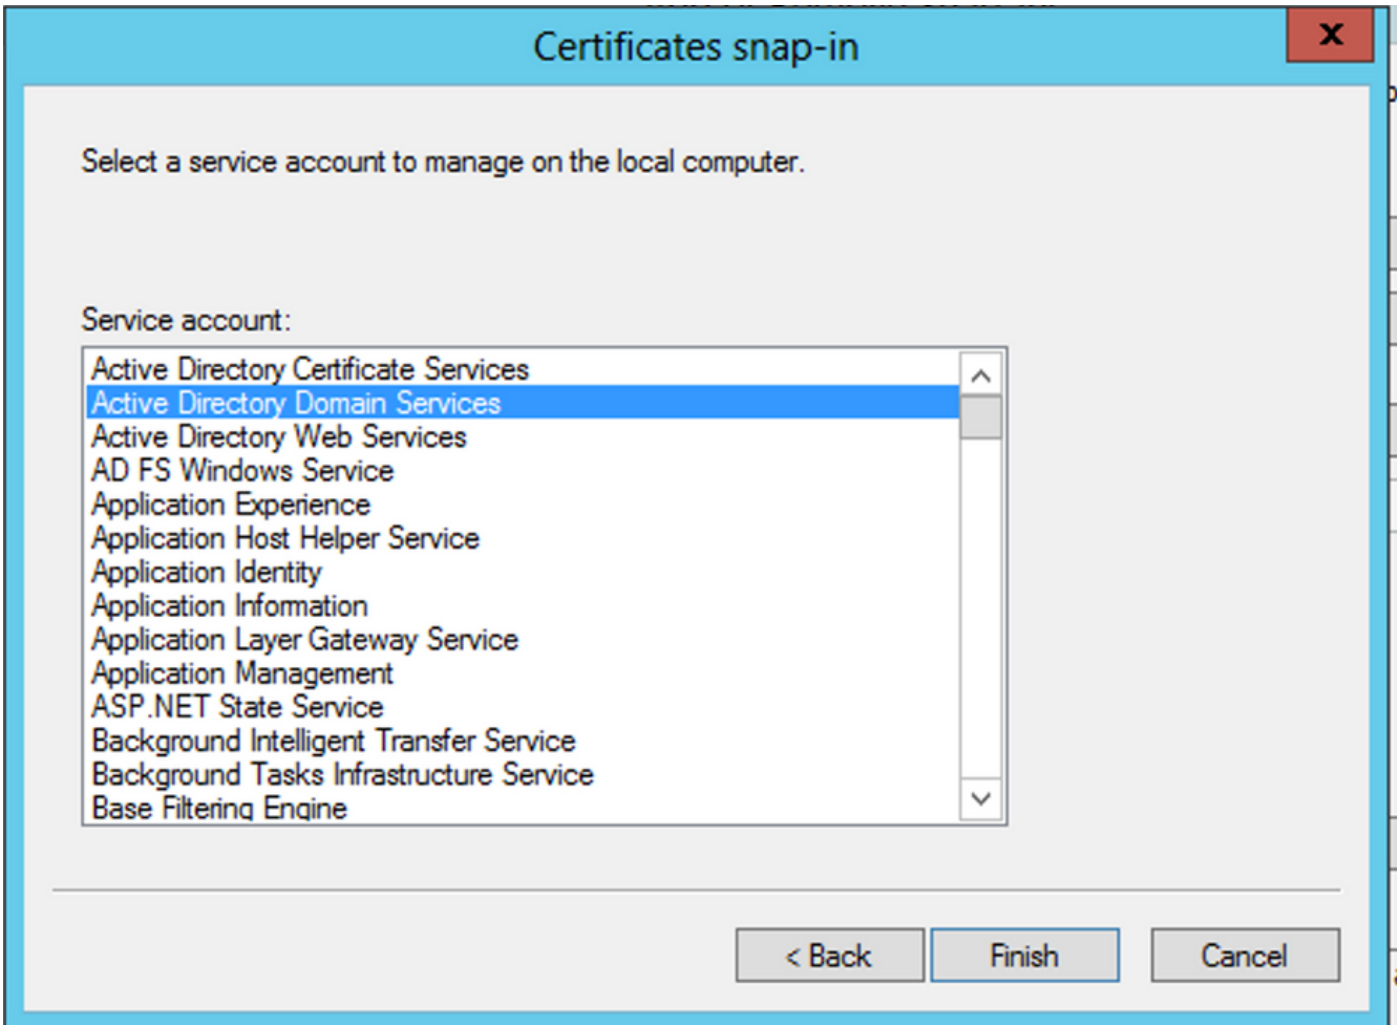 Certificates snap-in
x
Select a service account to manage on the local computer.
Service account:
Active Directory Certificate Services
Active Directory Domain Services
Active Directory Web Services
AD FS Windows Service
Application Experience
Application Host Helper Service
Application Identity
Application Information
Application Layer Gateway Service
Application Management
ASP.NET State Service
Background Intelligent Transfer Service
Background Tasks Infrastructure Service
Base Filtering Engine
< Back
Finish
Cancel